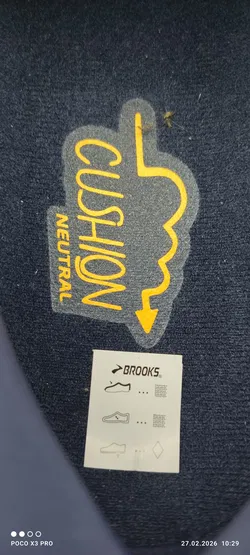 CUSHION
NEUTRAL
BROOKS
POCO X3 PRO
27.02.2026 10:29